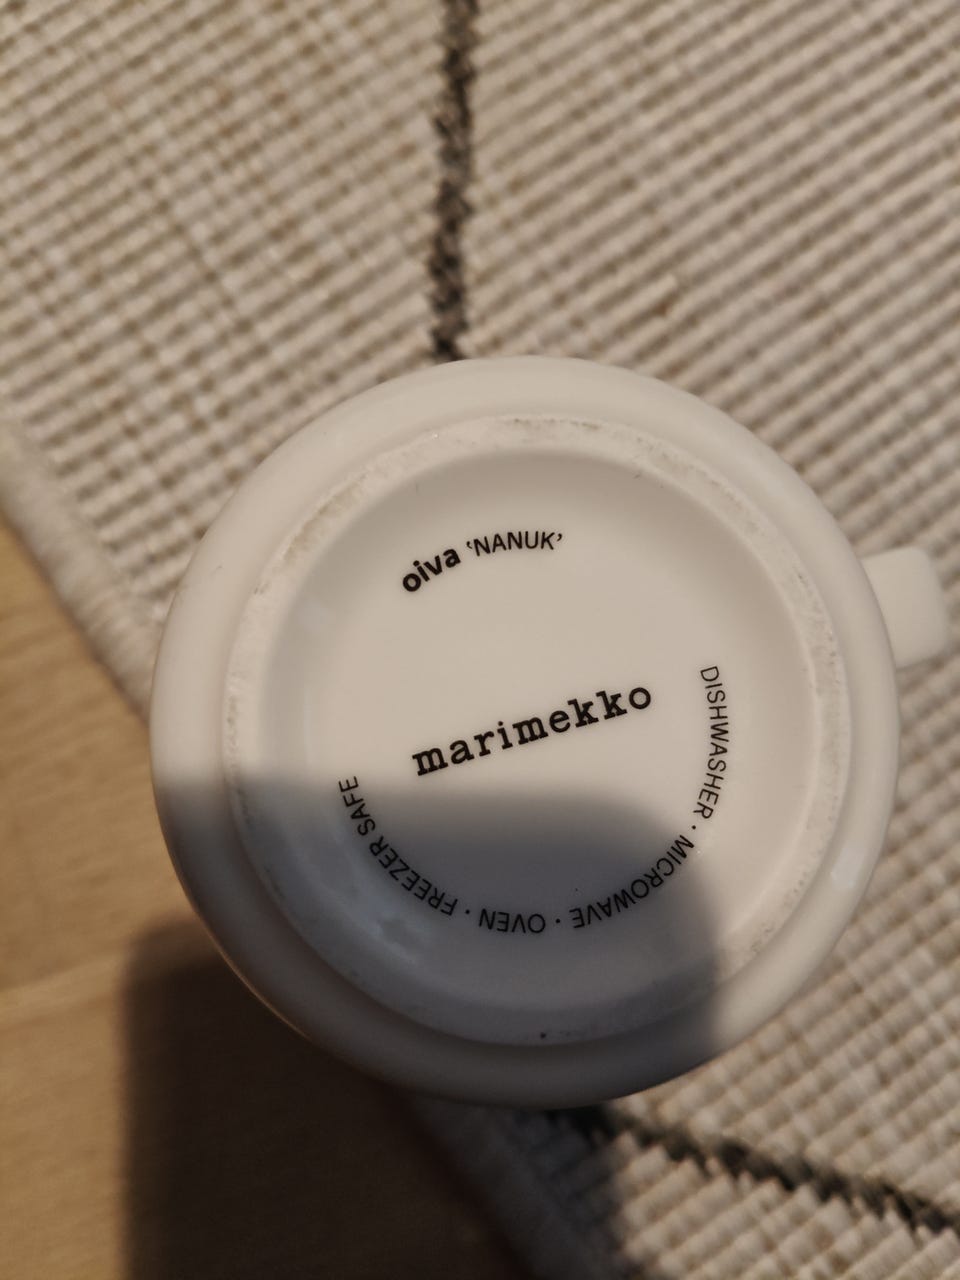 oiva ‘NANUK’
marimekko
DISHWASHER · MICROWAVE · OVEN · FREEZER SAFE